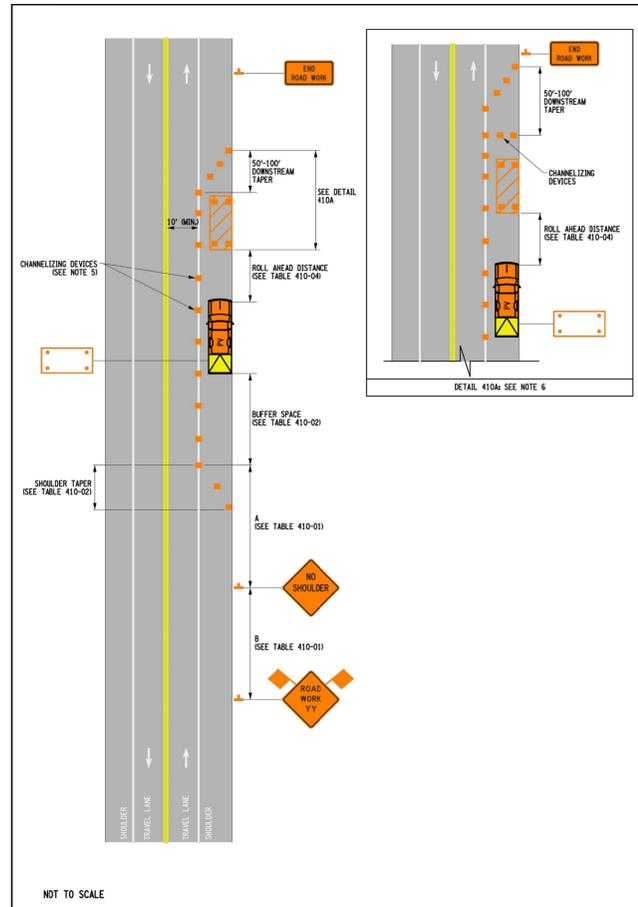 END
ROAD WORK
50'-100'
DOWNSTREAM
TAPER
SEE DETAIL
410A
10' (MIN.)
CHANNELIZING DEVICES
(SEE NOTE 5)
ROLL AHEAD DISTANCE
(SEE TABLE 410-04)
PV
BUFFER SPACE
(SEE TABLE 410-02)
SHOULDER TAPER
(SEE TABLE 410-02)
A
(SEE TABLE 410-01)
NO
SHOULDER
B
(SEE TABLE 410-01)
ROAD
WORK
YY
SHOULDER
TRAVEL LANE
TRAVEL LANE
SHOULDER
NOT TO SCALE
END
ROAD WORK
50'-100'
DOWNSTREAM
TAPER
CHANNELIZING
DEVICES
ROLL AHEAD DISTANCE
(SEE TABLE 410-04)
PV
DETAIL 410A: SEE NOTE 6